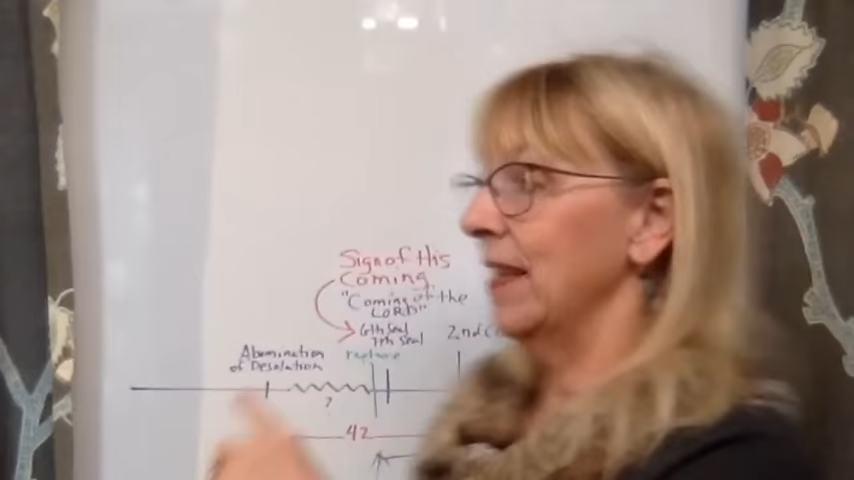 Sign of His
Coming
"Coming of the
LORD"
6th Seal
7th Seal
2nd C
Abomination
of Desolation
rapture
?
42